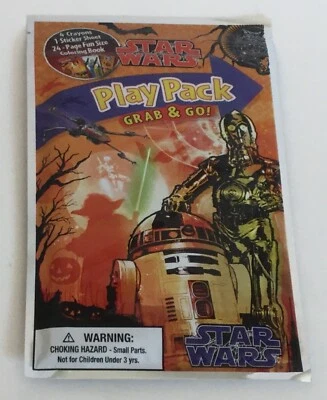 4 Crayons
1 Sticker Sheet
24-Page Fun Size
Coloring Book
STAR
WARS
Play Pack
GRAB & GO!
WARNING:
CHOKING HAZARD - Small Parts.
Not for Children Under 3 yrs.
STAR
WARS